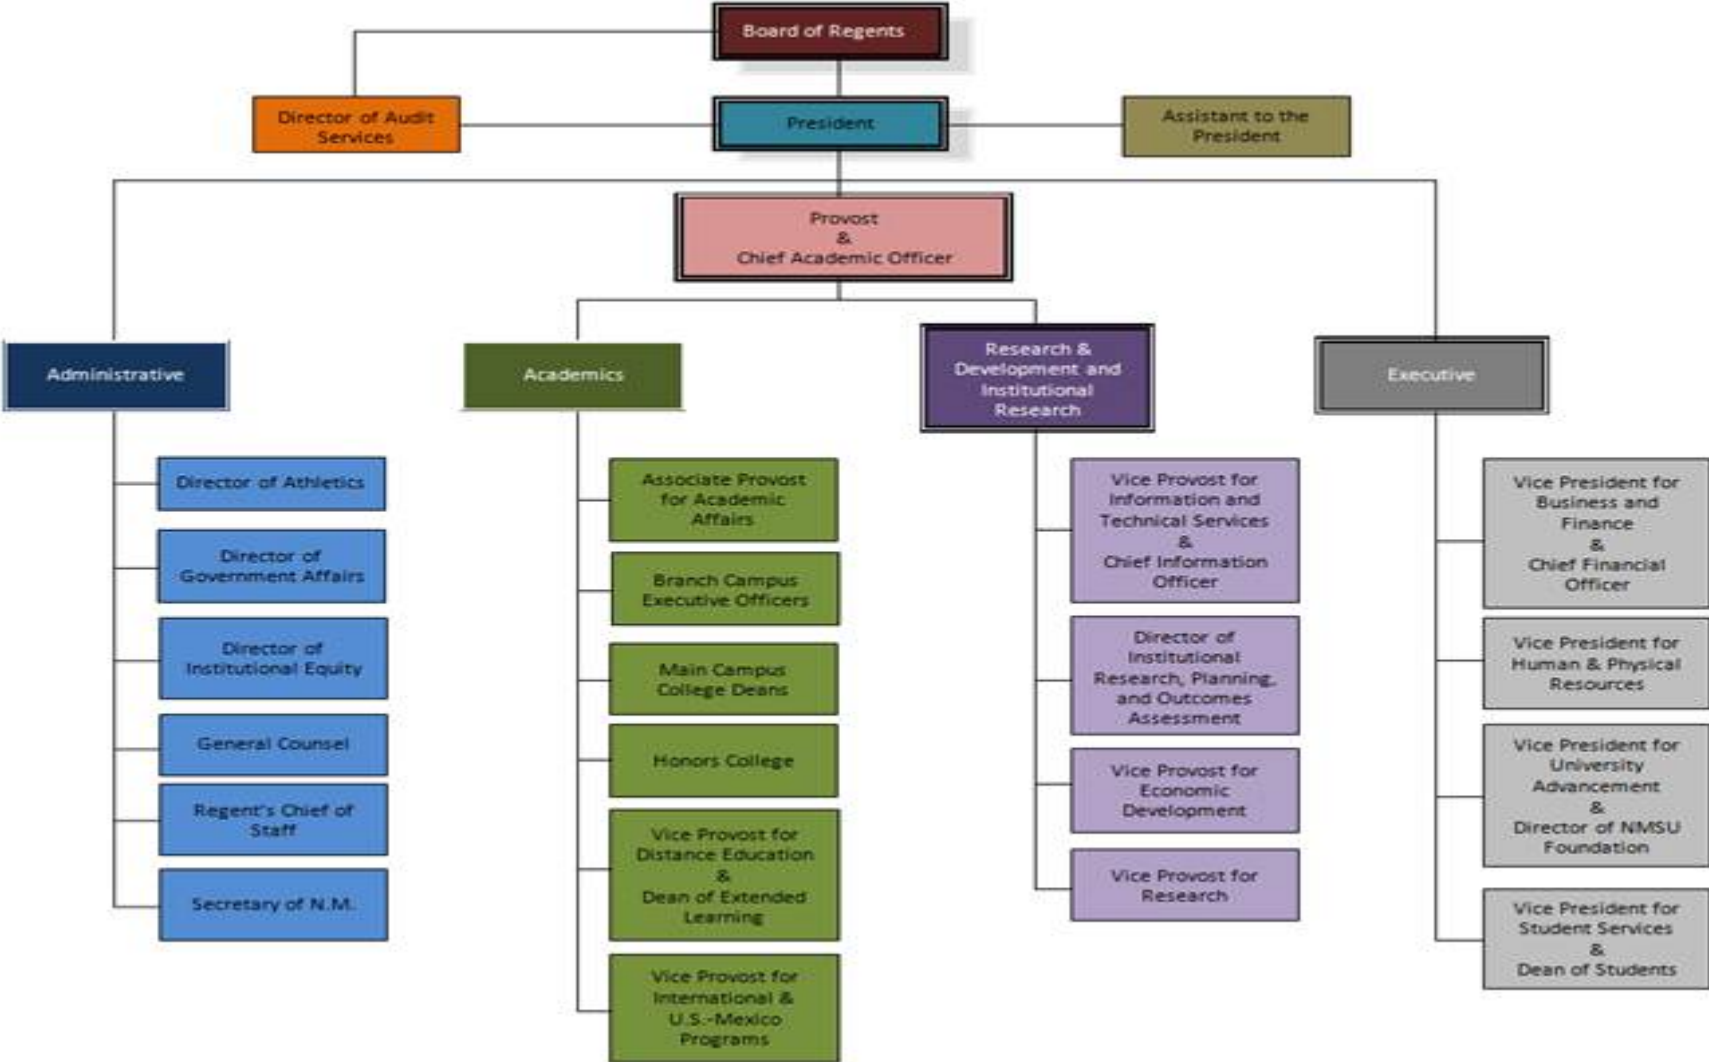 Board of Regents
Director of Audit
Services
President
Assistant to the
President
Provost
&
Chief Academic Officer
Administrative
Academics
Research &
Development and
Institutional
Research
Executive
Director of Athletics
Director of
Government Affairs
Director of
Institutional Equity
General Counsel
Regent's Chief of
Staff
Secretary of N.M.
Associate Provost
for Academic
Affairs
Branch Campus
Executive Officers
Main Campus
College Deans
Honors College
Vice Provost for
Distance Education
&
Dean of Extended
Learning
Vice Provost for
International &
U.S.-Mexico
Programs
Vice Provost for
Information and
Technical Services
&
Chief Information
Officer
Director of
Institutional
Research, Planning,
and Outcomes
Assessment
Vice Provost for
Economic
Development
Vice Provost for
Research
Vice President for
Business and
Finance
&
Chief Financial
Officer
Vice President for
Human & Physical
Resources
Vice President for
University
Advancement
&
Director of NMSU
Foundation
Vice President for
Student Services
&
Dean of Students